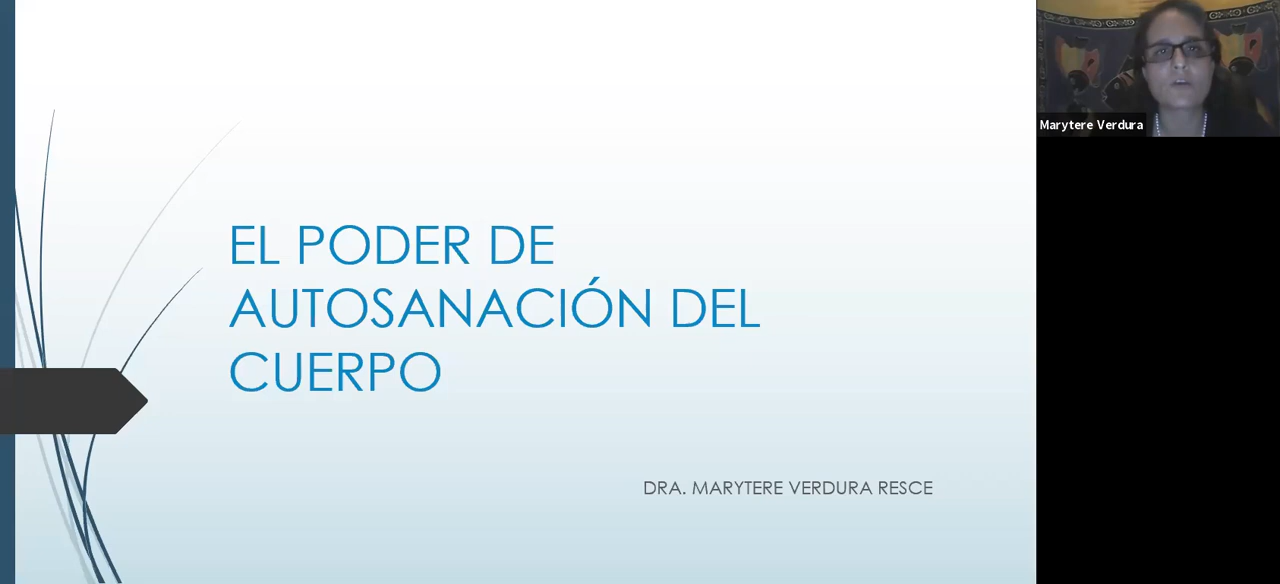 EL PODER DE
AUTOSANACIÓN DEL
CUERPO
DRA. MARYTERE VERDURA RESCE
Marytere Verdura